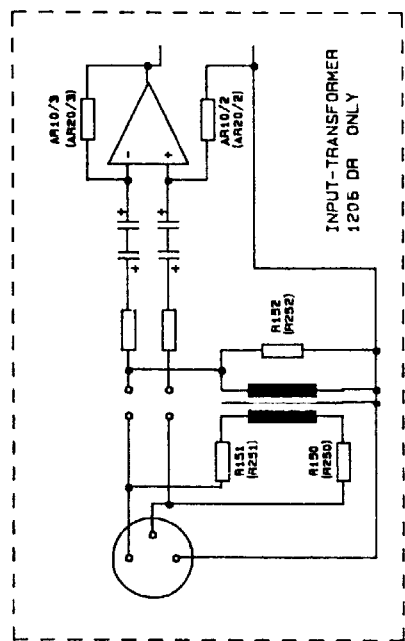 AR10/3
(AR20/3)
AR10/2
(AR20/2)
-
+
+
+
+
+
INPUT-TRANSFORMER
1206 DR ONLY
R152
(R252)
R151
(R251)
R150
(R250)